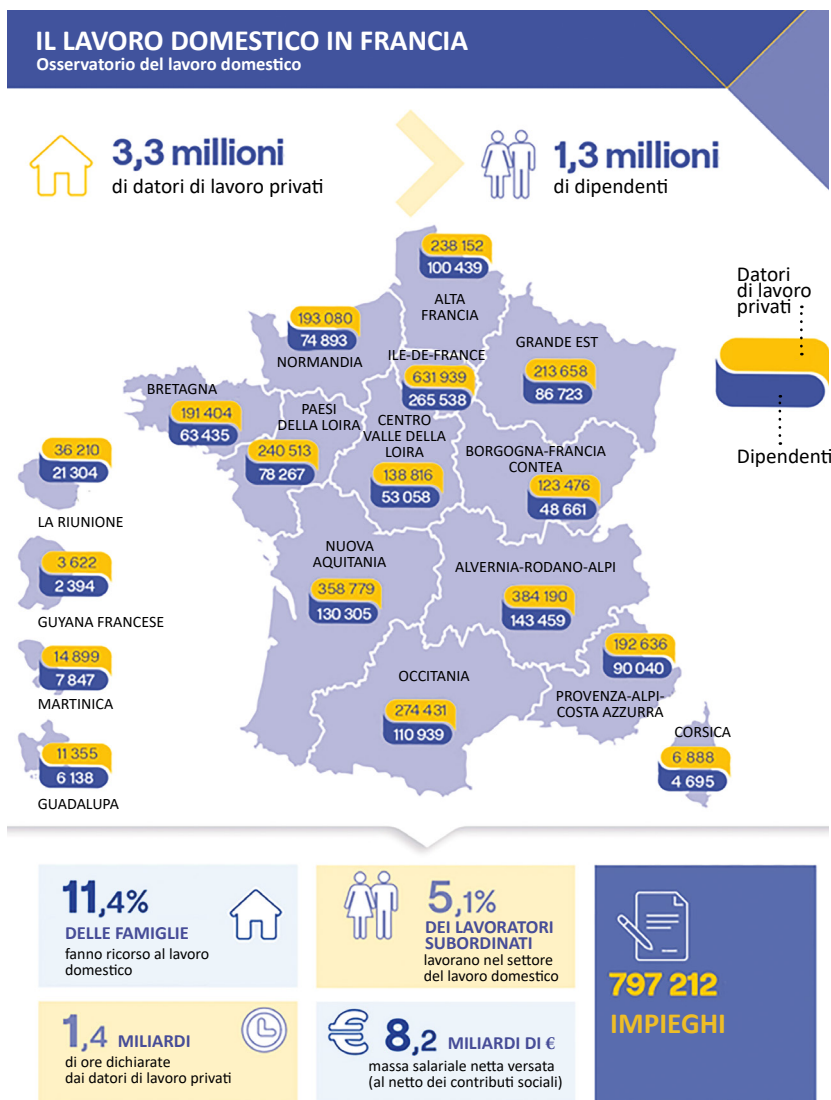 IL LAVORO DOMESTICO IN FRANCIA
Osservatorio del lavoro domestico
3,3 millioni
di datori di lavoro privati
1,3 millioni
di dipendenti
238 152
100 439
ALTA
FRANCIA
193 080
74 893
NORMANDIA
ILE-DE-FRANCE
631 939
265 538
GRANDE EST
213 658
86 723
Datori
di lavoro
privati
Dipendenti
BRETAGNA
191 404
63 435
PAESI
DELLA LOIRA
240 513
78 267
CENTRO
VALLE DELLA
LOIRA
138 816
53 058
BORGOGNA-FRANCIA
CONTEA
123 476
48 661
36 210
21 304
LA RIUNIONE
3 622
2 394
GUYANA FRANCESE
14 899
7 847
MARTINICA
11 355
6 138
GUADALUPA
NUOVA
AQUITANIA
358 779
130 305
ALVERNIA-RODANO-ALPI
384 190
143 459
OCCITANIA
274 431
110 939
192 636
90 040
PROVENZA-ALPI-
COSTA AZZURRA
CORSICA
6 888
4 695
11,4%
DELLE FAMIGLIE
fanno ricorso al lavoro
domestico
5,1%
DEI LAVORATORI
SUBORDINATI
lavorano nel settore
del lavoro domestico
797 212
IMPIEGHI
1,4 MILIARDI
di ore dichiarate
dai datori di lavoro privati
€ 8,2 MILIARDI DI €
massa salariale netta versata
(al netto dei contributi sociali)